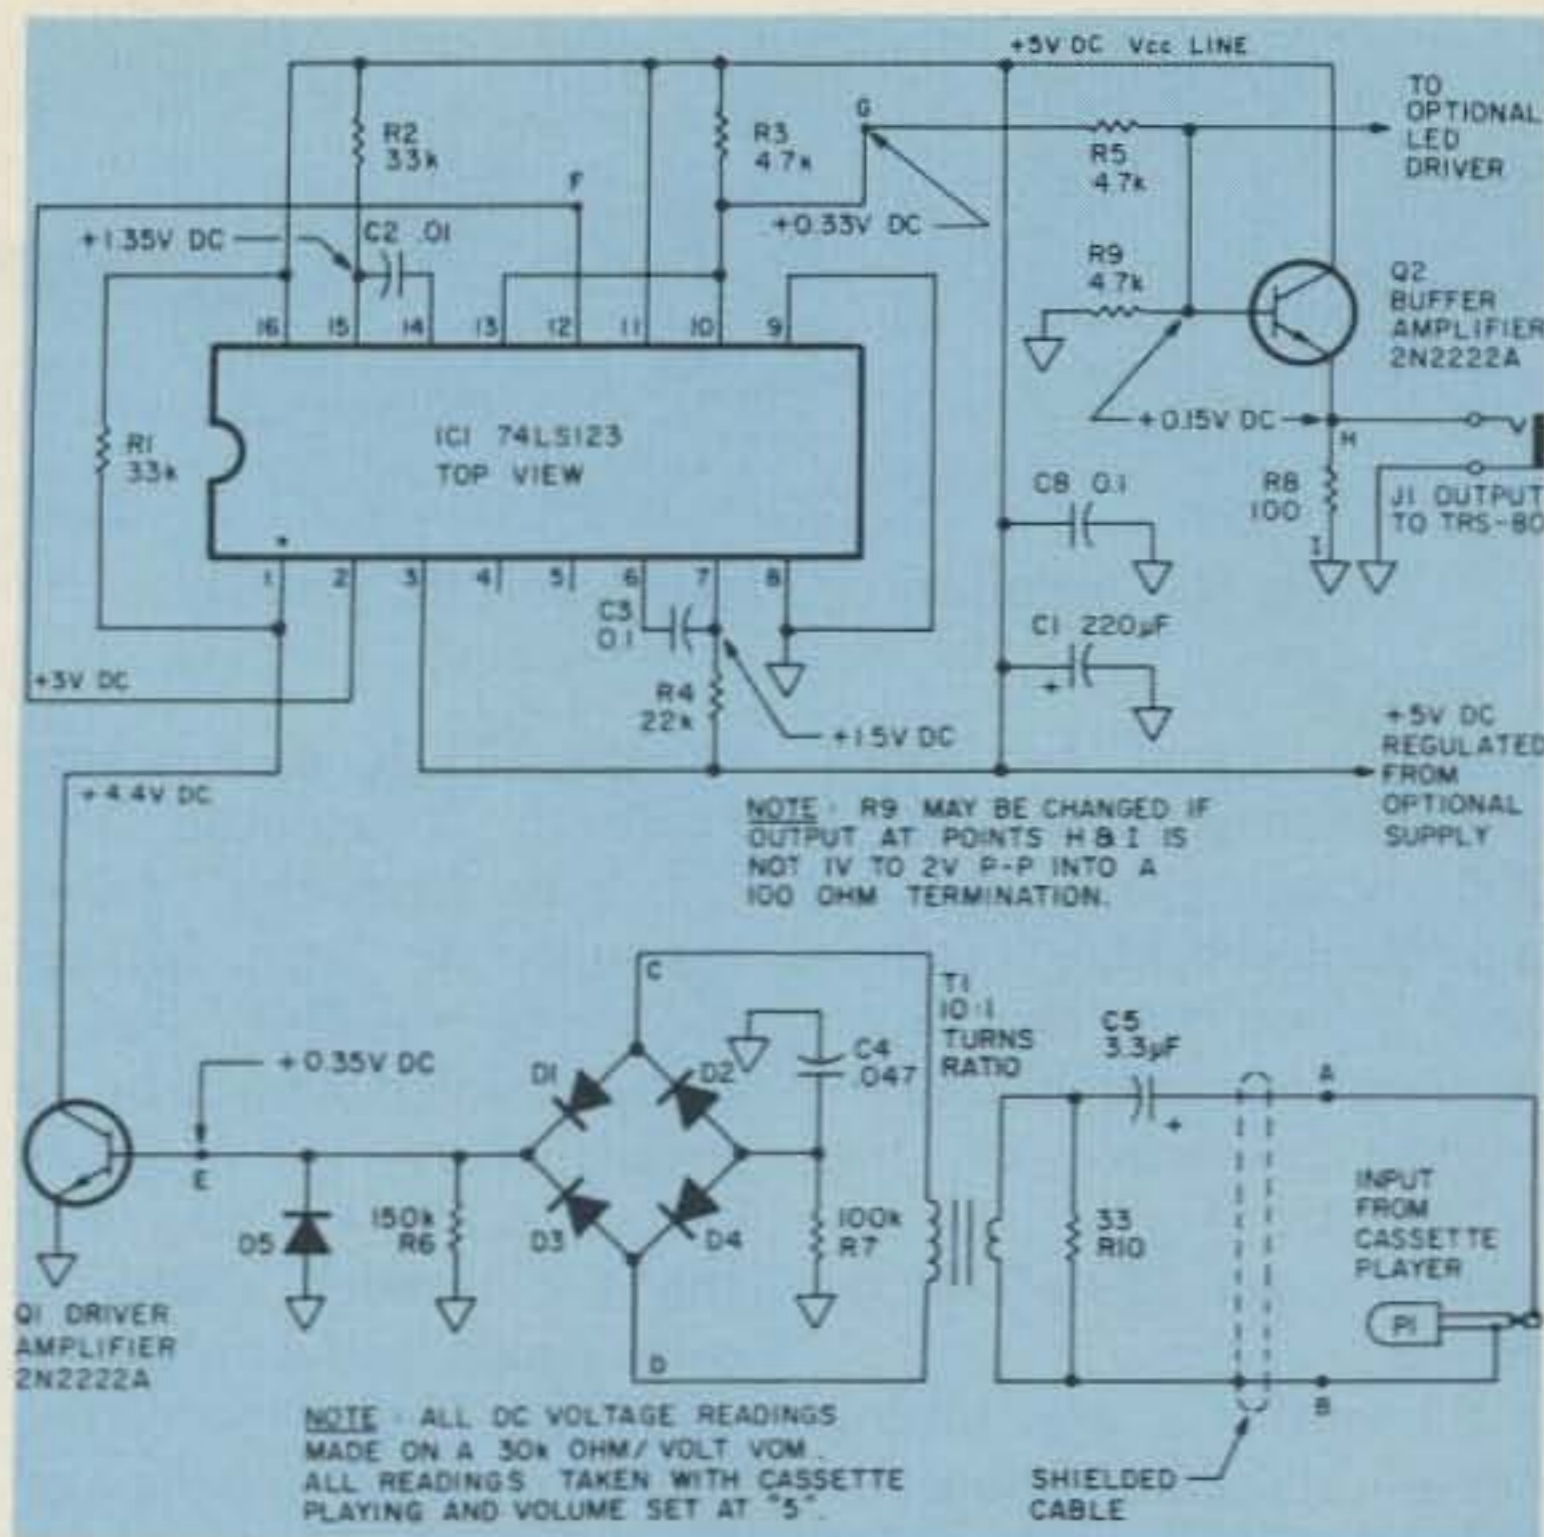 +5V DC Vcc LINE
TO
OPTIONAL
LED
DRIVER
R2
33k
R3
4.7k
G
R5
4.7k
F
+1.35V DC
C2 .01
+0.33V DC
R9
4.7k
Q2
BUFFER
AMPLIFIER
2N2222A
16 15 14 13 12 11 10 9
R1
33k
IC1 74LS123
TOP VIEW
+0.15V DC
H
C8 0.1
R8
100
J1 OUTPUT
TO TRS-80
I
1 2 3 4 5 6 7 8
C3
0.1
C1 220µF
+
+3V DC
R4
22k
+1.5V DC
+5V DC
REGULATED
FROM
OPTIONAL
SUPPLY
+4.4V DC
NOTE: R9 MAY BE CHANGED IF
OUTPUT AT POINTS H & I IS
NOT 1V TO 2V P-P INTO A
100 OHM TERMINATION.
C
T1
10:1
TURNS
RATIO
C5
3.3µF
+
C4
.047
+0.35V DC
D1
D2
A
E
INPUT
FROM
CASSETTE
PLAYER
D5
150k
R6
D3
D4
100k
R7
33
R10
P1
Q1 DRIVER
AMPLIFIER
2N2222A
D
B
NOTE: ALL DC VOLTAGE READINGS
MADE ON A 30k OHM/VOLT VOM.
ALL READINGS TAKEN WITH CASSETTE
PLAYING AND VOLUME SET AT "5".
SHIELDED
CABLE